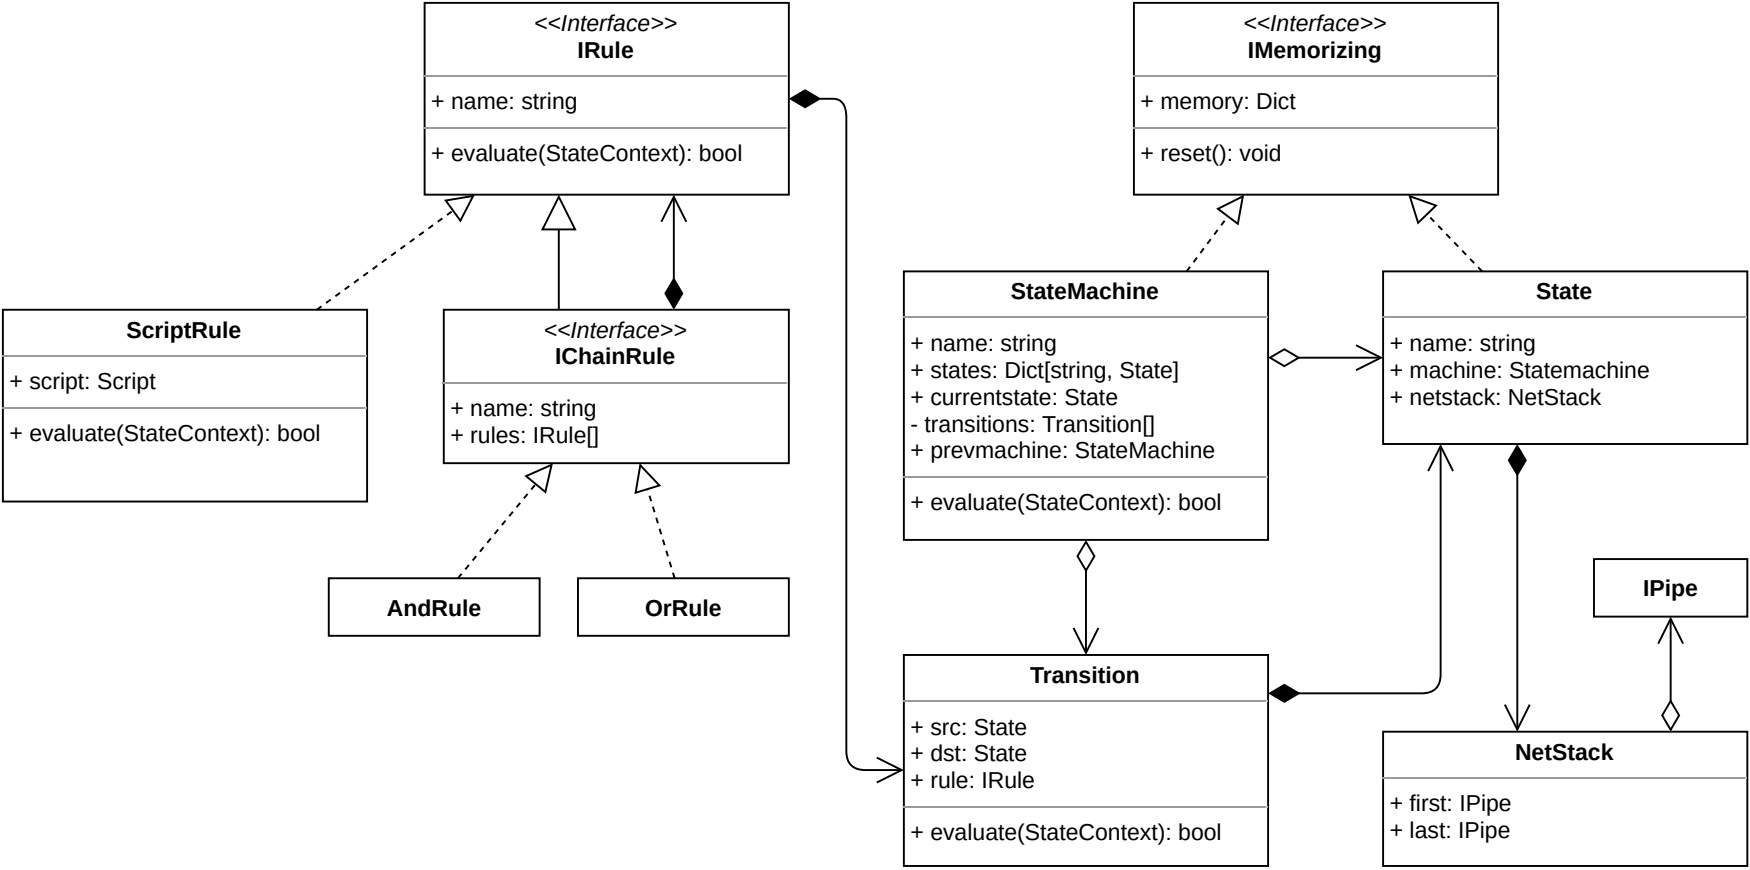 <<Interface>>
IRule
+ name: string
+ evaluate(StateContext): bool
<<Interface>>
IMemorizing
+ memory: Dict
+ reset(): void
ScriptRule
+ script: Script
+ evaluate(StateContext): bool
<<Interface>>
IChainRule
+ name: string
+ rules: IRule[]
StateMachine
+ name: string
+ states: Dict[string, State]
+ currentstate: State
- transitions: Transition[]
+ prevmachine: StateMachine
+ evaluate(StateContext): bool
State
+ name: string
+ machine: Statemachine
+ netstack: NetStack
AndRule
OrRule
IPipe
Transition
+ src: State
+ dst: State
+ rule: IRule
+ evaluate(StateContext): bool
NetStack
+ first: IPipe
+ last: IPipe